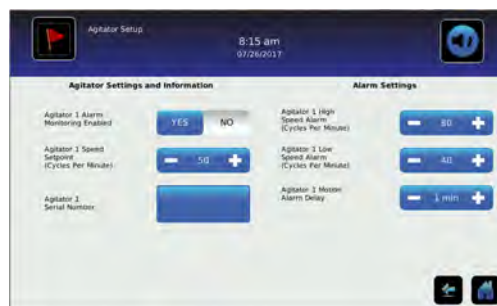 Agitator Setup
8:15 am
07/26/2017
Agitator Settings and Information
Alarm Settings
Agitator 1 Alarm
Monitoring Enabled
YES NO
Agitator 1 High
Speed Alarm
(Cycles Per Minute)
80
Agitator 1 Speed
Setpoint
(Cycles Per Minute)
50
Agitator 1 Low
Speed Alarm
(Cycles Per Minute)
40
Agitator 1
Serial Number
Agitator 1 Motion
Alarm Delay
1 min